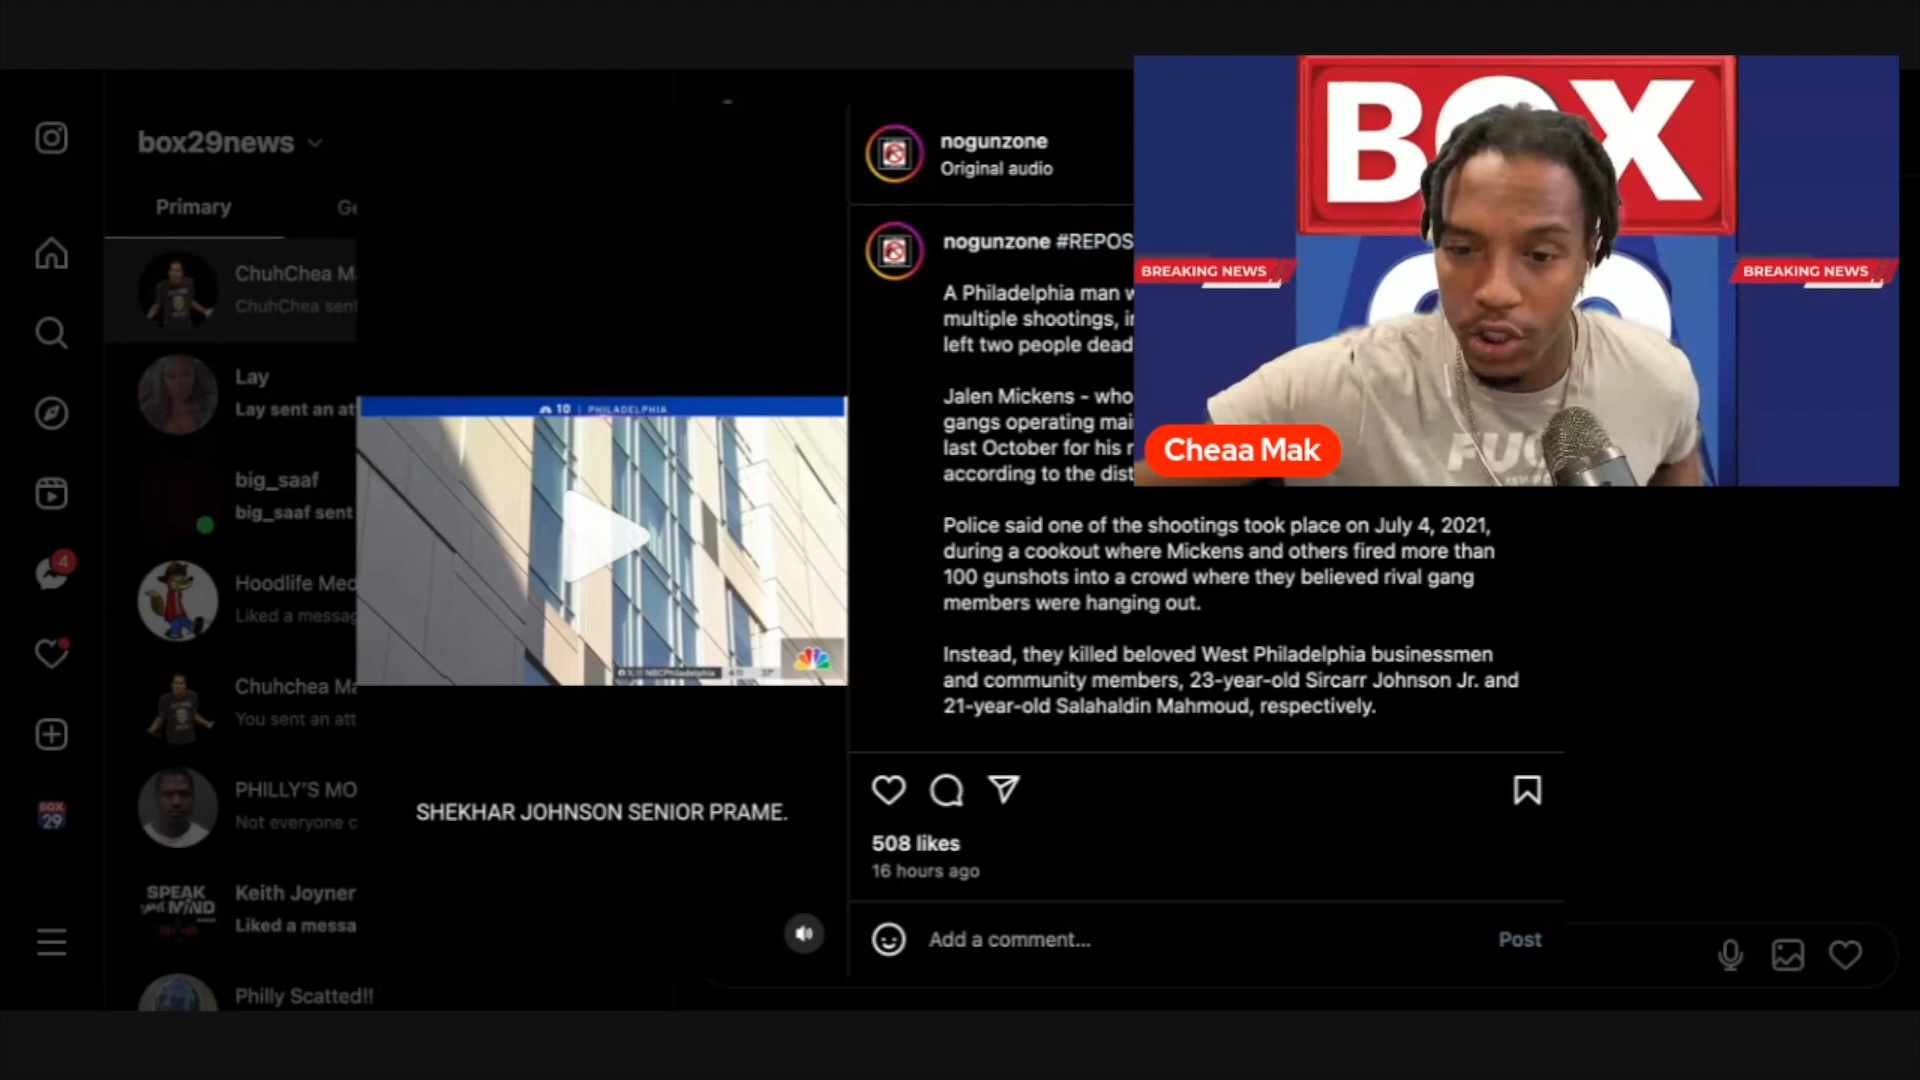 box29news
Primary
Ge
ChuhChea M
ChuhChea sent
Lay
Lay sent an at
big_saaf
big_saaf sent
Hoodlife Med
Liked a messag
Chuhchea Ma
You sent an att
PHILLY'S MO
Not everyone c
SPEAK
MIND
Keith Joyner
Liked a messa
Philly Scatted!!
4
BOX
29
10 | PHILADELPHIA
NBCPhiladelphia
SHEKHAR JOHNSON SENIOR PRAME.
nogunzone
Original audio
nogunzone #REPOS
A Philadelphia man w
multiple shootings, in
left two people dead
Jalen Mickens - who
gangs operating mai
last October for his r
according to the dist
Police said one of the shootings took place on July 4, 2021,
during a cookout where Mickens and others fired more than
100 gunshots into a crowd where they believed rival gang
members were hanging out.
Instead, they killed beloved West Philadelphia businessmen
and community members, 23-year-old Sircarr Johnson Jr. and
21-year-old Salahaldin Mahmoud, respectively.
508 likes
16 hours ago
Add a comment...
Post
BOX
BREAKING NEWS
BREAKING NEWS
Cheaa Mak